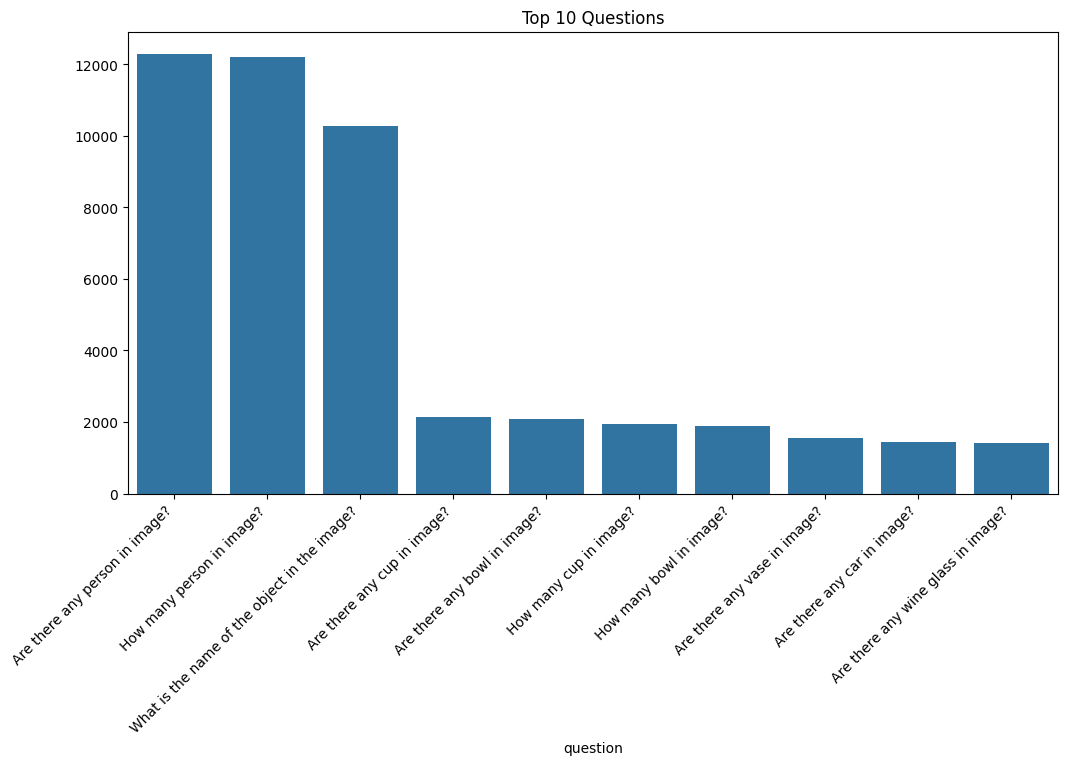 Top 10 Questions
12000
10000
8000
6000
4000
2000
0
Are there any person in image?
How many person in image?
What is the name of the object in the image?
Are there any cup in image?
Are there any bowl in image?
How many cup in image?
How many bowl in image?
Are there any vase in image?
Are there any car in image?
Are there any wine glass in image?
question